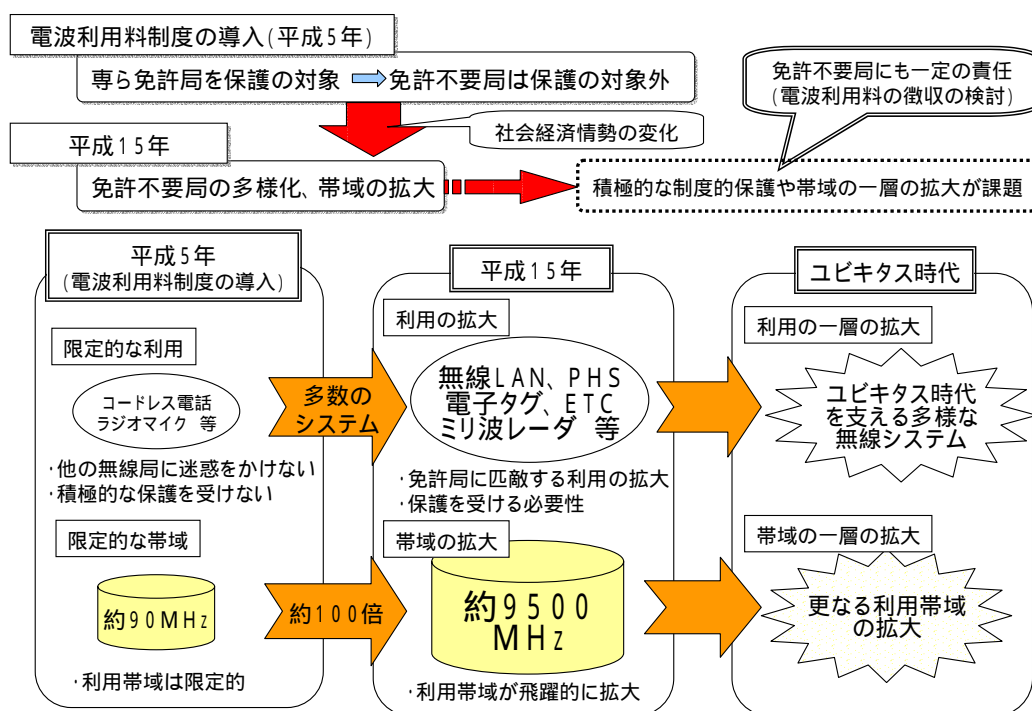 電波利用料制度の導入(平成5年)
専ら免許局を保護の対象
免許不要局は保護の対象外
免許不要局にも一定の責任
(電波利用料の徴収の検討)
社会経済情勢の変化
平成15年
免許不要局の多様化、帯域の拡大
積極的な制度的保護や帯域の一層の拡大が課題
平成5年
(電波利用料制度の導入)
限定的な利用
コードレス電話
ラジオマイク 等
・他の無線局に迷惑をかけない
・積極的な保護を受けない
限定的な帯域
約90MHz
・利用帯域は限定的
多数の
システム
約100倍
平成15年
利用の拡大
無線LAN、PHS
電子タグ、ETC
ミリ波レーダ 等
・免許局に匹敵する利用の拡大
・保護を受ける必要性
帯域の拡大
約9500
MHz
・利用帯域が飛躍的に拡大
ユビキタス時代
利用の一層の拡大
ユビキタス時代
を支える多様な
無線システム
帯域の一層の拡大
更なる利用帯域
の拡大